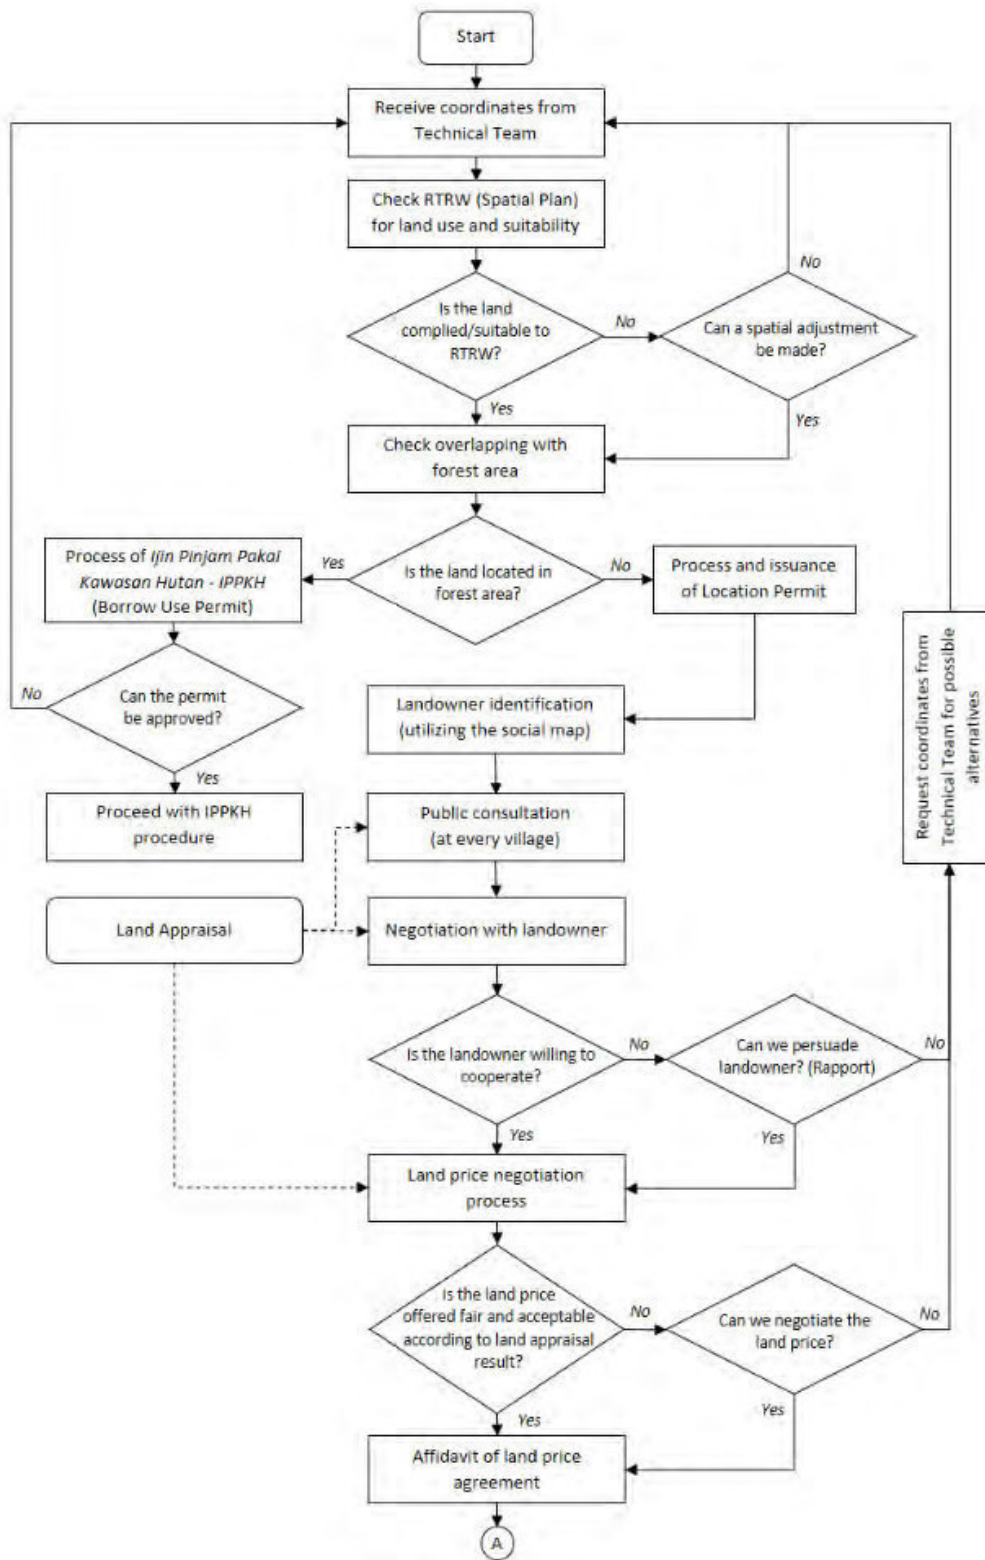 Start
Receive coordinates from
Technical Team
Check RTRW (Spatial Plan)
for land use and suitability
No
Is the land
complied/suitable to
RTRW?
No
Can a spatial adjustment
be made?
Yes
Yes
Check overlapping with
forest area
Process of Ijin Pinjam Pakai
Kawasan Hutan - IPPKH
(Borrow Use Permit)
Yes
Is the land located in
forest area?
No
Process and issuance
of Location Permit
Request coordinates from
Technical Team for possible
alternatives
No
Can the permit
be approved?
Yes
Landowner identification
(utilizing the social map)
Proceed with IPPKH
procedure
Public consultation
(at every village)
Land Appraisal
Negotiation with landowner
Is the landowner willing to
cooperate?
No
Can we persuade
landowner? (Rapport)
No
Yes
Yes
Land price negotiation
process
Is the land price
offered fair and acceptable
according to land appraisal
result?
No
Can we negotiate the
land price?
No
Yes
Yes
Affidavit of land price
agreement
A